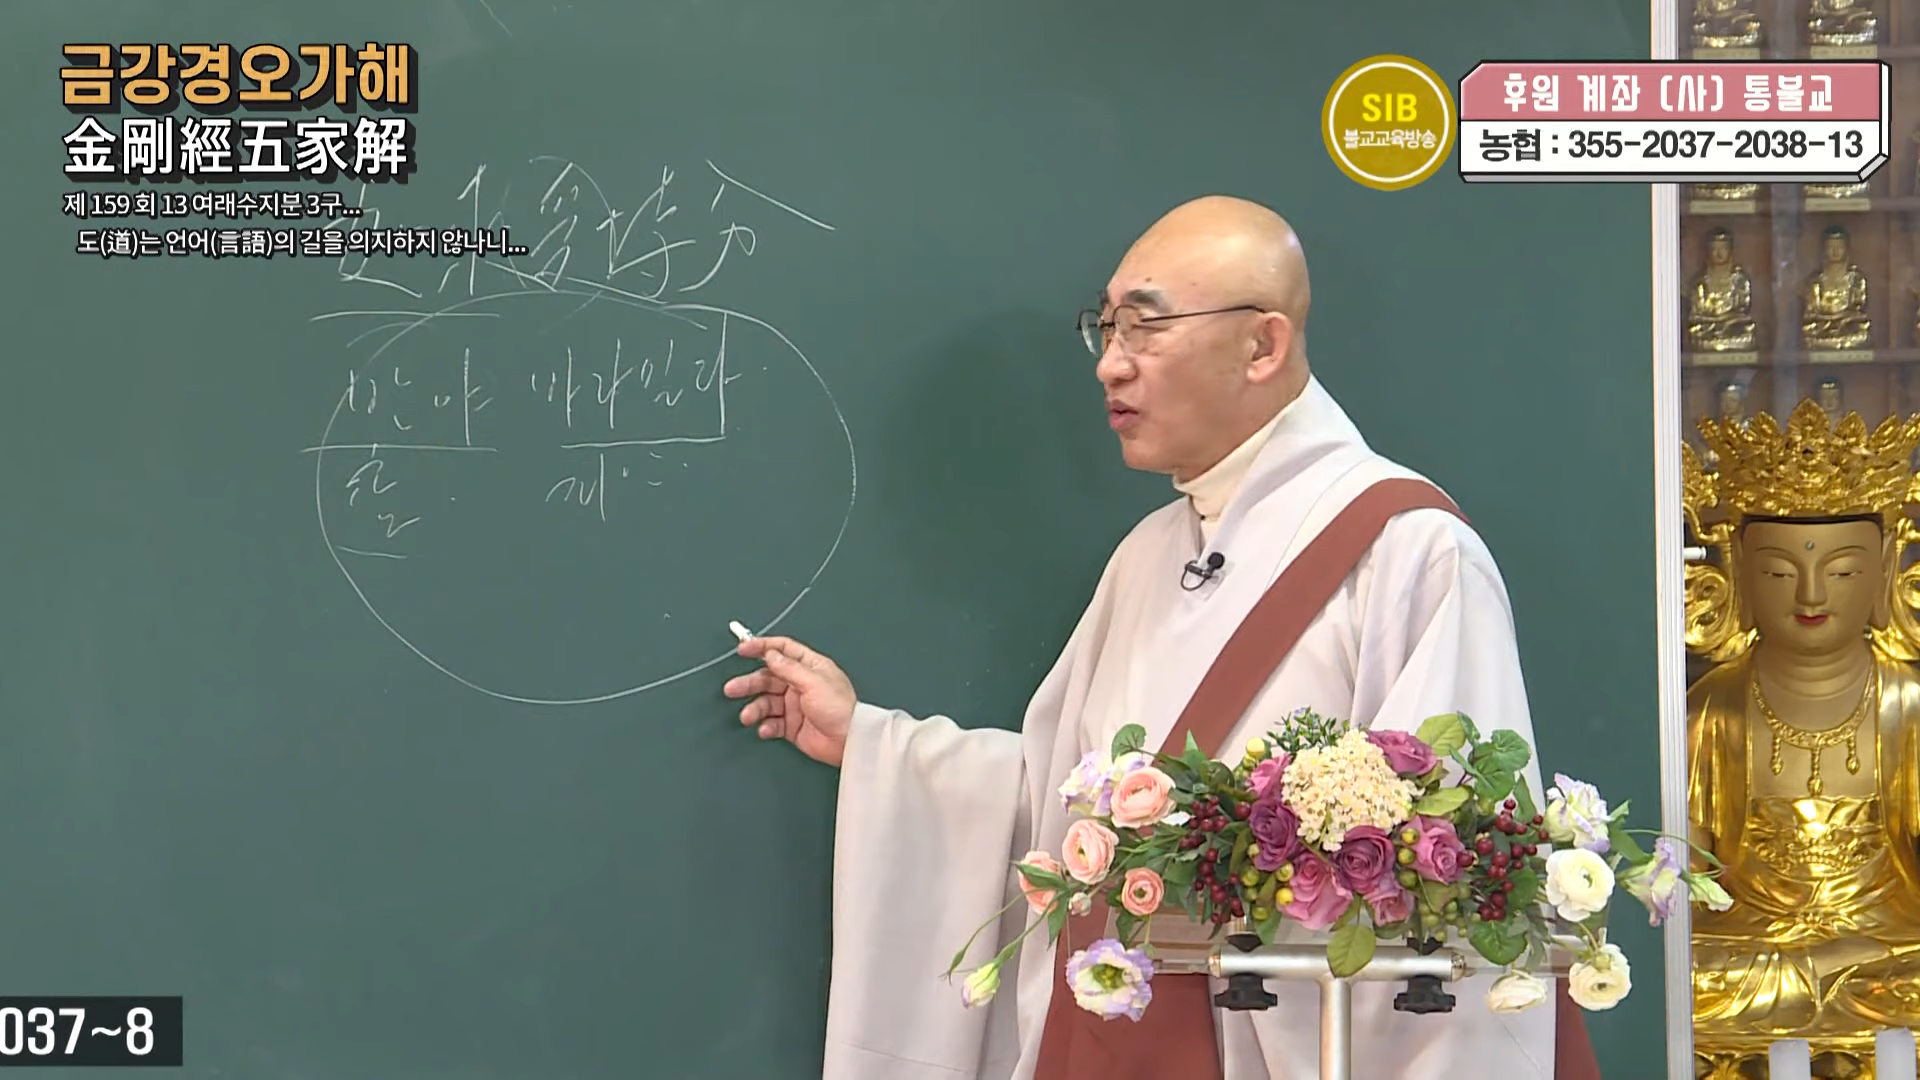 금강경오가해
金剛經五家解
제 159 회 13 여래수지분 3구...
도(道)는 언어(言語)의 길을 의지하지 않나니...
SIB
불교교육방송
후원 계좌 (사) 통불교
농협 : 355-2037-2038-13
受持分
반야 바라밀다
037~8